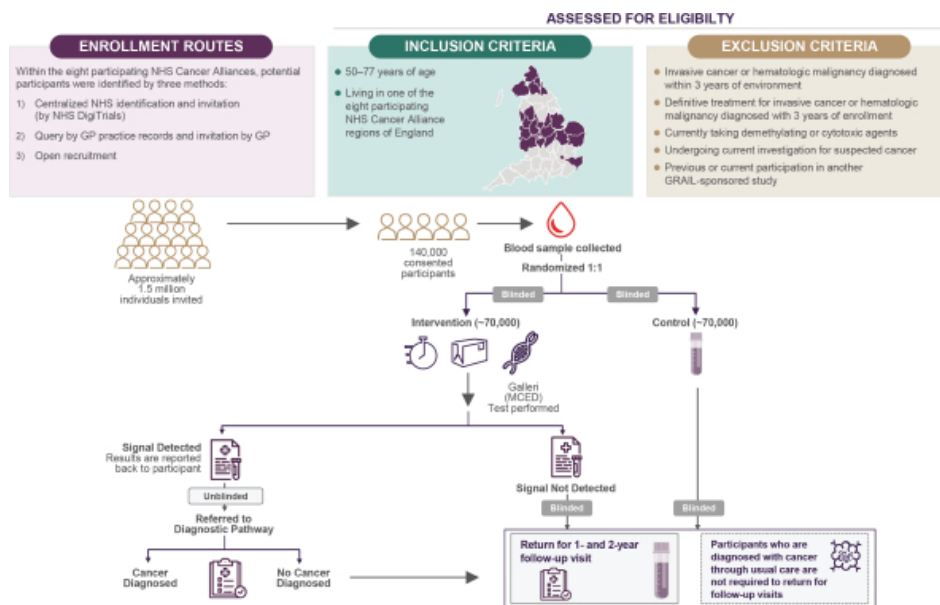 ASSESSED FOR ELIGIBILTY
ENROLLMENT ROUTES
Within the eight participating NHS Cancer Alliances, potential
participants were identified by three methods:
1) Centralized NHS identification and invitation
(by NHS DigiTrials)
2) Query by GP practice records and invitation by GP
3) Open recruitment
INCLUSION CRITERIA
50–77 years of age
Living in one of the
eight participating
NHS Cancer Alliance
regions of England
EXCLUSION CRITERIA
Invasive cancer or hematologic malignancy diagnosed
within 3 years of environment
Definitive treatment for invasive cancer or hematologic
malignancy diagnosed with 3 years of enrollment
Currently taking demethylating or cytotoxic agents
Undergoing current investigation for suspected cancer
Previous or current participation in another
GRAIL-sponsored study
Approximately
1.5 million
individuals invited
140,000
consented
participants
Blood sample collected
Randomized 1:1
Blinded
Blinded
Intervention (~70,000)
Control (~70,000)
Galleri
(MCED)
Test performed
Signal Detected
Results are reported
back to participant
Signal Not Detected
Unblinded
Blinded
Blinded
Referred to
Diagnostic Pathway
Cancer
Diagnosed
No Cancer
Diagnosed
Return for 1- and 2-year
follow-up visit
Participants who are
diagnosed with cancer
through usual care are
not required to return for
follow-up visits